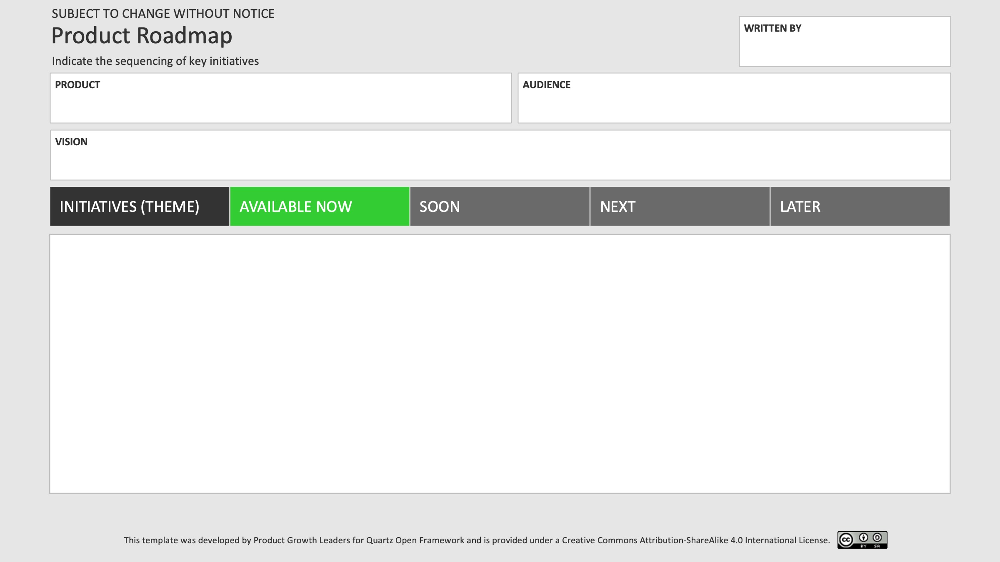 SUBJECT TO CHANGE WITHOUT NOTICE
Product Roadmap
Indicate the sequencing of key initiatives
WRITTEN BY
PRODUCT
AUDIENCE
VISION
INITIATIVES (THEME)
AVAILABLE NOW
SOON
NEXT
LATER
This template was developed by Product Growth Leaders for Quartz Open Framework and is provided under a Creative Commons Attribution-ShareAlike 4.0 International License.
cc
BY SA